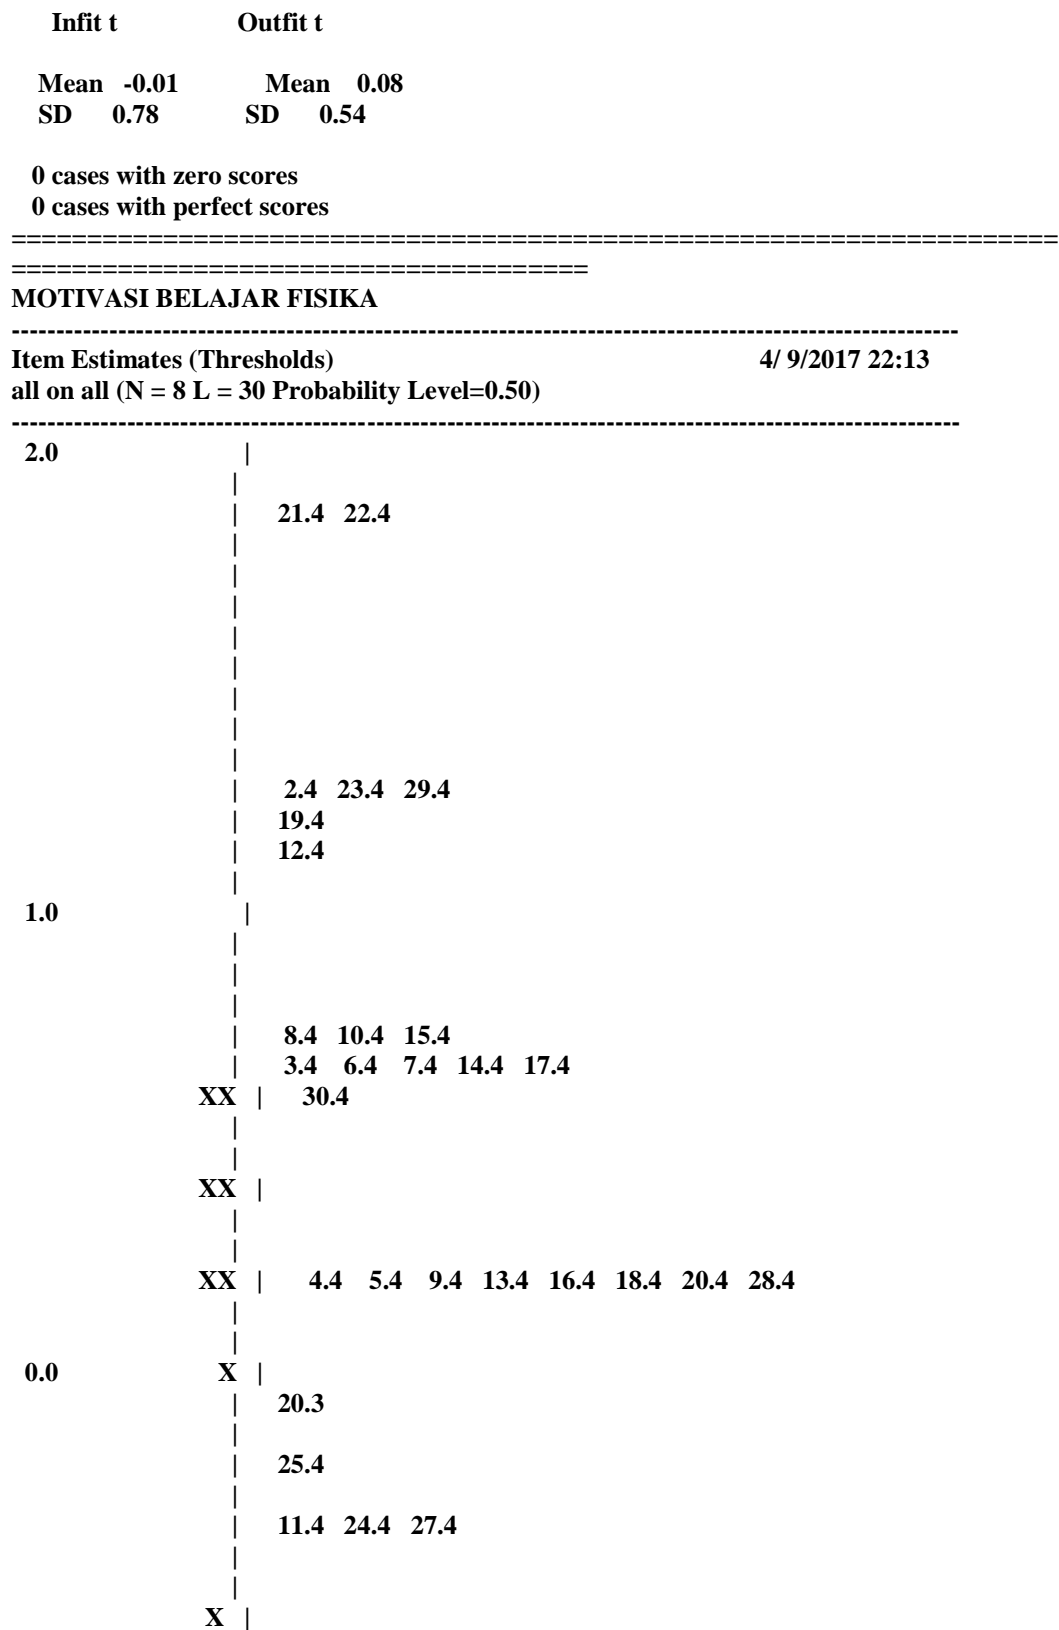 Infit t Outfit t
Mean -0.01 Mean 0.08
SD 0.78 SD 0.54
0 cases with zero scores
0 cases with perfect scores
======================================================================
=======================================
MOTIVASI BELAJAR FISIKA
--------------------------------------------------------------------------------------------------------
Item Estimates (Thresholds) 4/ 9/2017 22:13
all on all (N = 8 L = 30 Probability Level=0.50)
--------------------------------------------------------------------------------------------------------
2.0 |
|
| 21.4 22.4
|
|
|
|
|
|
|
|
| 2.4 23.4 29.4
| 19.4
| 12.4
|
1.0 |
|
|
|
| 8.4 10.4 15.4
| 3.4 6.4 7.4 14.4 17.4
XX | 30.4
|
|
XX |
|
|
XX | 4.4 5.4 9.4 13.4 16.4 18.4 20.4 28.4
|
|
0.0 X |
| 20.3
|
| 25.4
|
| 11.4 24.4 27.4
|
|
X |